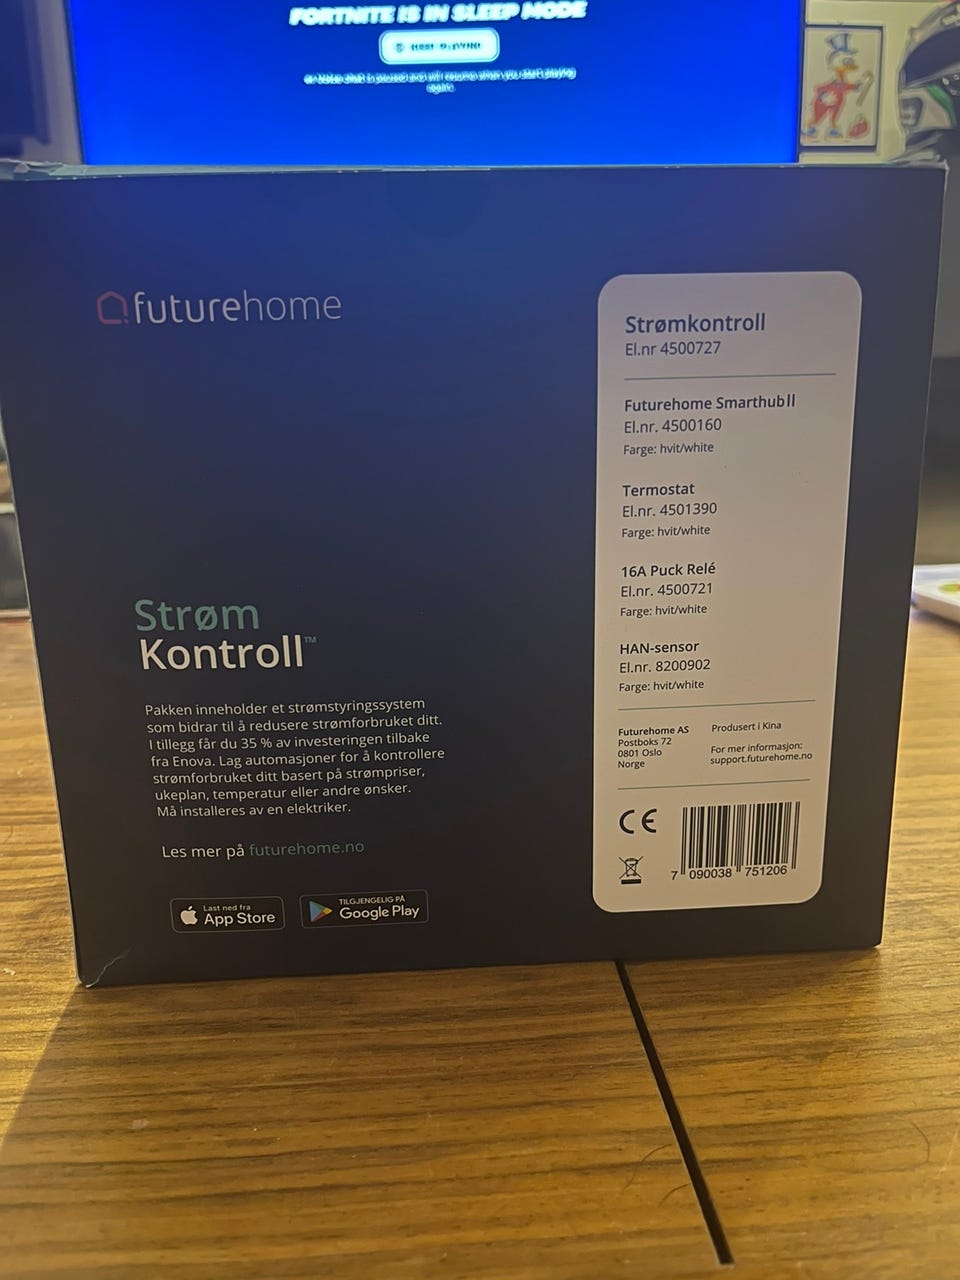 FORTNITE IS IN SLEEP MODE
KEEP PLAYING
futurehome
Strøm
Kontroll™
Pakken inneholder et strømstyringssystem
som bidrar til å redusere strømforbruket ditt.
I tillegg får du 35 % av investeringen tilbake
fra Enova. Lag automasjoner for å kontrollere
strømforbruket ditt basert på strømpriser,
ukeplan, temperatur eller andre ønsker.
Må installeres av en elektriker.
Les mer på futurehome.no
Last ned fra
App Store
TILGJENGELIG PÅ
Google Play
Strømkontroll
El.nr 4500727
Futurehome Smarthub II
El.nr. 4500160
Farge: hvit/white
Termostat
El.nr. 4501390
Farge: hvit/white
16A Puck Relé
El.nr. 4500721
Farge: hvit/white
HAN-sensor
El.nr. 8200902
Farge: hvit/white
Futurehome AS
Postboks 72
0801 Oslo
Norge
Produsert i Kina
For mer informasjon:
support.futurehome.no
CE
7 090038 751206